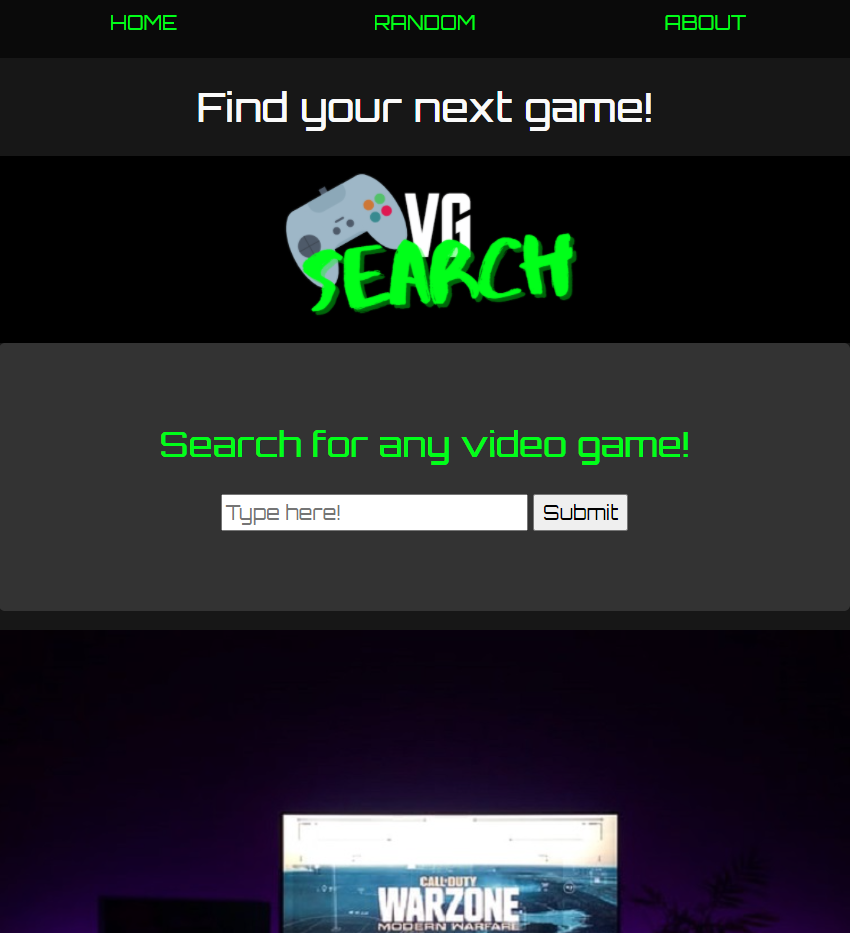 HOME RANDOM ABOUT
Find your next game!
VG
SEARCH
Search for any video game!
Type here! Submit
CALL OF DUTY
WARZONE
MODERN WARFARE